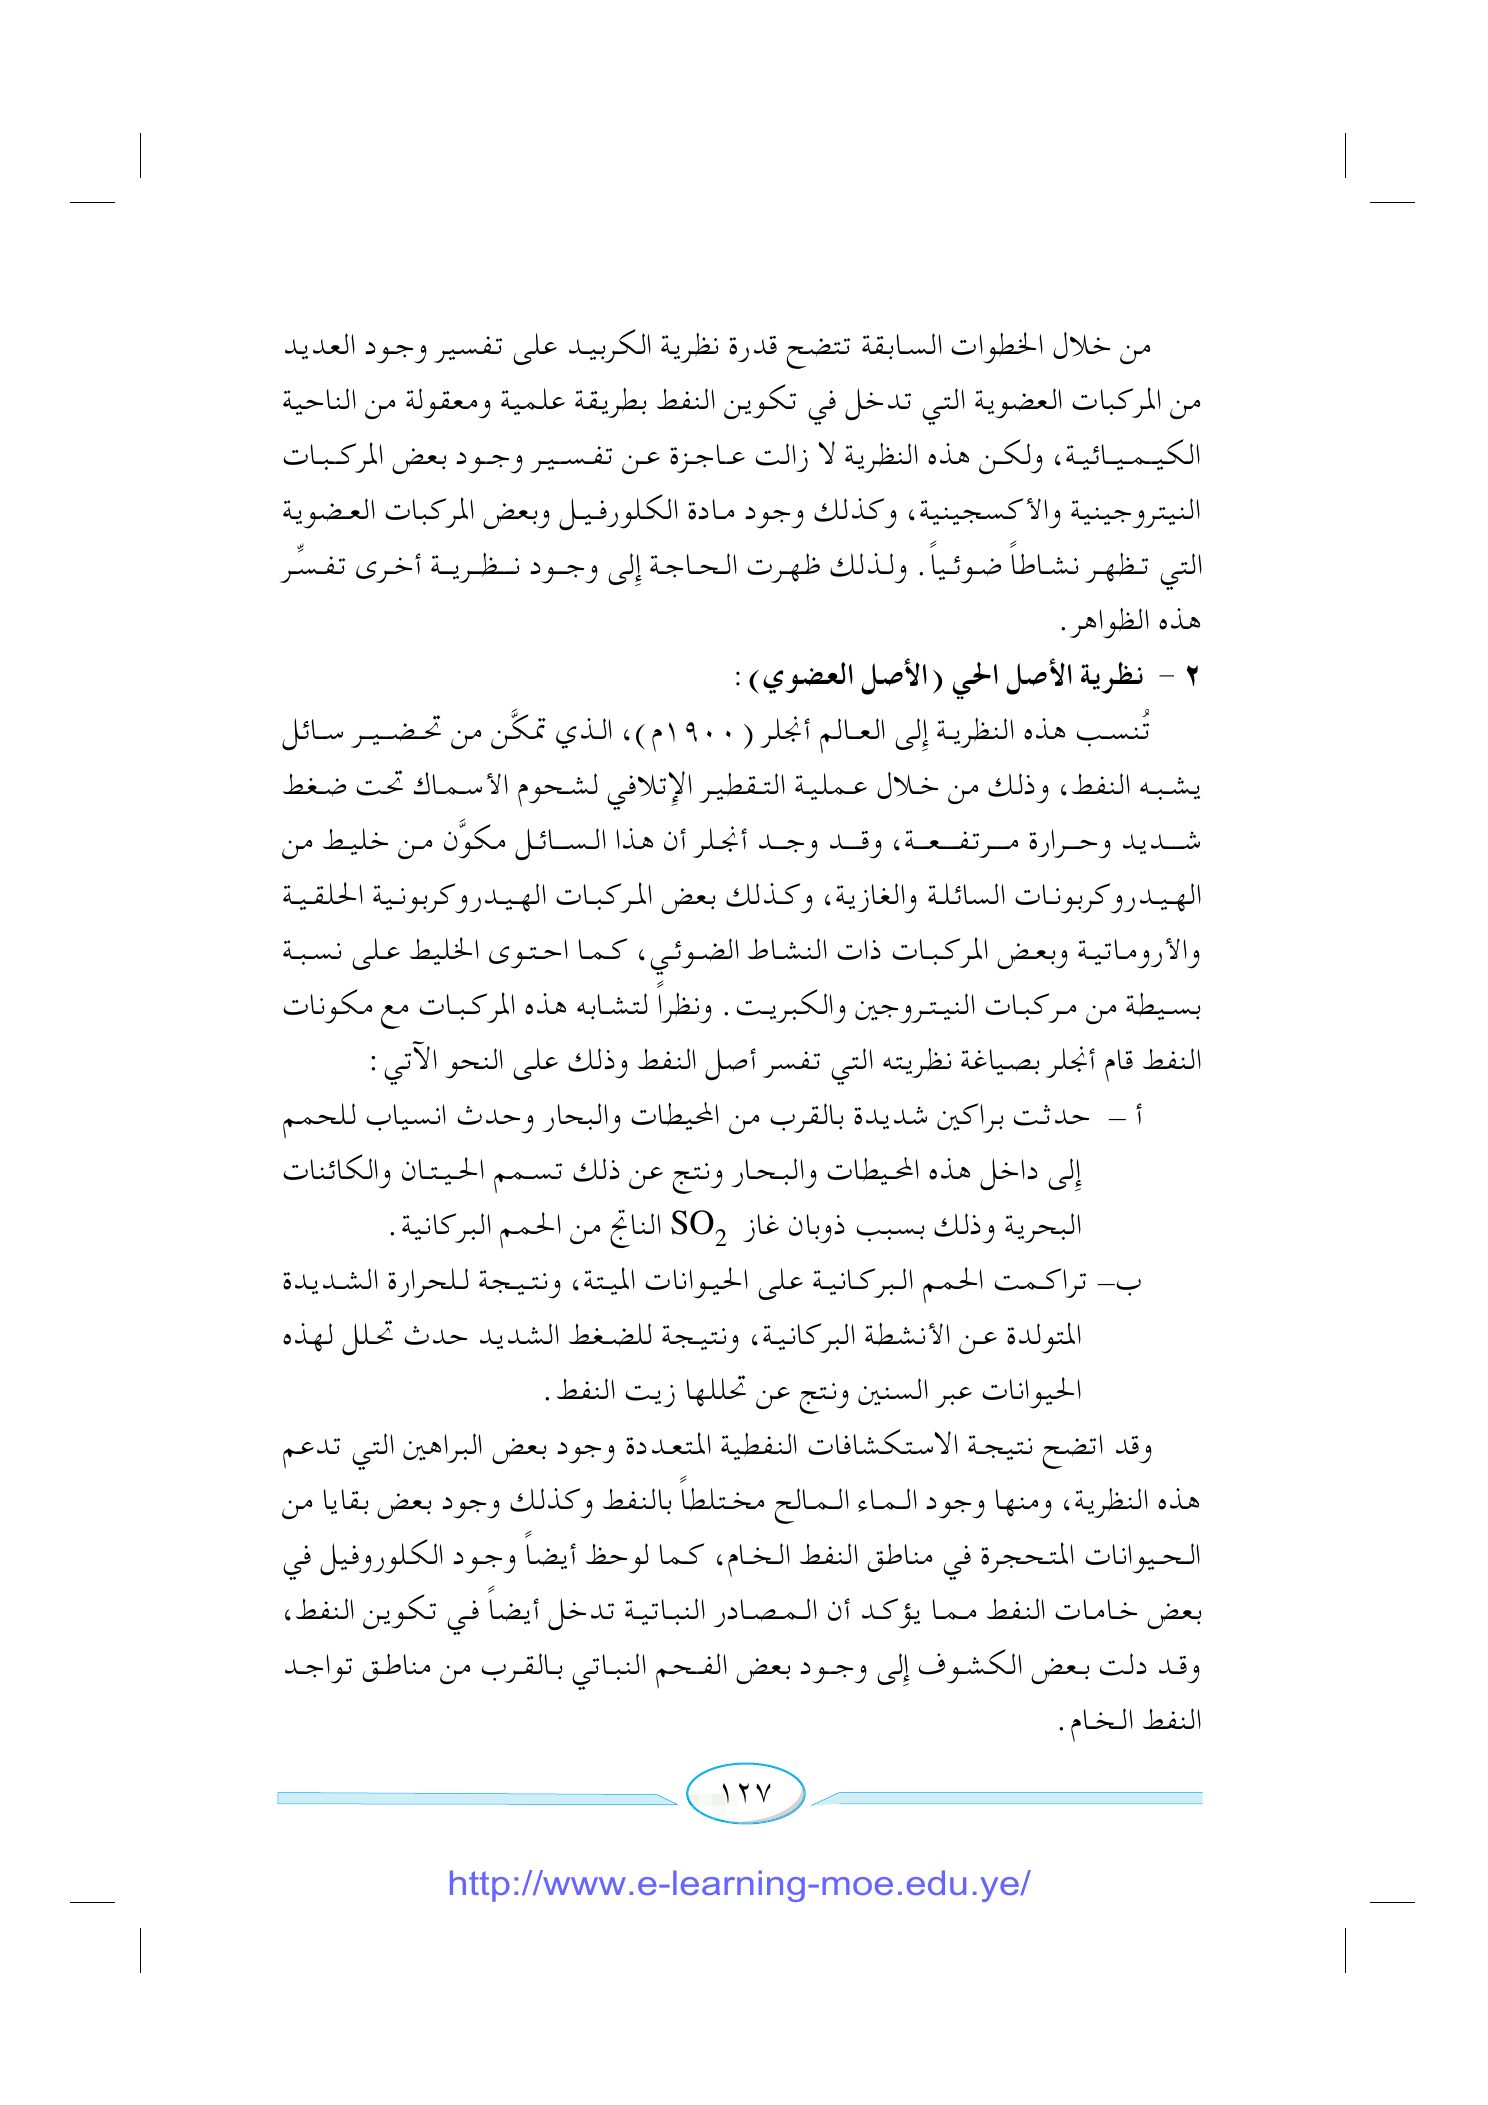 من خلال الخطوات السابقة تتضح قدرة نظرية الكربيد على تفسير وجود العديد
من المركبات العضوية التي تدخل في تكوين النفط بطريقة علمية ومعقولة من الناحية
الكيميائية، ولكن هذه النظرية لا زالت عاجزة عن تفسير وجود بعض المركبات
النيتروجينية والأكسجينية، وكذلك وجود مادة الكلورفيل وبعض المركبات العضوية
التي تظهر نشاطاً ضوئياً. ولذلك ظهرت الحاجة إلى وجود نظرية أخرى تفسِّر
هذه الظواهر.
٢ – نظرية الأصل الحي (الأصل العضوي):
تُنسب هذه النظرية إلى العالم أنجلر (١٩٠٠م)، الذي تمكَّن من تحضير سائل
يشبه النفط، وذلك من خلال عملية التقطير الإتلافي لشحوم الأسماك تحت ضغط
شديد وحرارة مرتفعة، وقد وجد أنجلر أن هذا السائل مكوَّن من خليط من
الهيدروكربونات السائلة والغازية، وكذلك بعض المركبات الهيدروكربونية الحلقية
والأروماتية وبعض المركبات ذات النشاط الضوئي، كما احتوى الخليط على نسبة
بسيطة من مركبات النيتروجين والكبريت. ونظراً لتشابه هذه المركبات مع مكونات
النفط قام أنجلر بصياغة نظريته التي تفسر أصل النفط وذلك على النحو الآتي:
أ – حدثت براكين شديدة بالقرب من المحيطات والبحار وحدث انسياب للحمم
إلى داخل هذه المحيطات والبحار ونتج عن ذلك تسمم الحيتان والكائنات
البحرية وذلك بسبب ذوبان غاز SO₂ الناتج من الحمم البركانية.
ب– تراكمت الحمم البركانية على الحيوانات الميتة، ونتيجة للحرارة الشديدة
المتولدة عن الأنشطة البركانية، ونتيجة للضغط الشديد حدث تحلل لهذه
الحيوانات عبر السنين ونتج عن تحللها زيت النفط.
وقد اتضح نتيجة الاستكشافات النفطية المتعددة وجود بعض البراهين التي تدعم
هذه النظرية، ومنها وجود الماء المالح مختلطاً بالنفط وكذلك وجود بعض بقايا من
الحيوانات المتحجرة في مناطق النفط الخام، كما لوحظ أيضاً وجود الكلوروفيل في
بعض خامات النفط مما يؤكد أن المصادر النباتية تدخل أيضاً في تكوين النفط،
وقد دلت بعض الكشوف إلى وجود بعض الفحم النباتي بالقرب من مناطق تواجد
النفط الخام.
١٢٧
http://www.e-learning-moe.edu.ye/